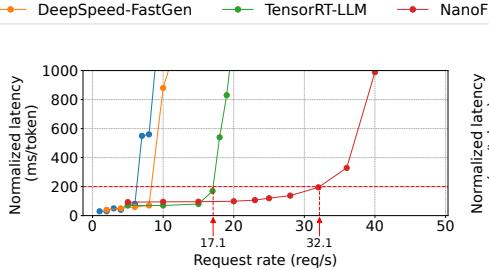 DeepSpeed-FastGen TensorRT-LLM NanoF
Normalized latency
(ms/token)
1000
800
600
400
200
0
0 10 20 30 40 50
17.1 32.1
Request rate (req/s)
Normalized latency